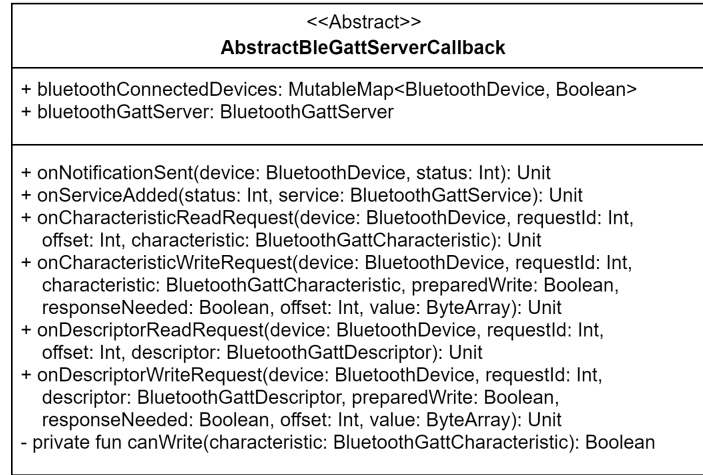 <<Abstract>>
AbstractBleGattServerCallback
+ bluetoothConnectedDevices: MutableMap<BluetoothDevice, Boolean>
+ bluetoothGattServer: BluetoothGattServer
+ onNotificationSent(device: BluetoothDevice, status: Int): Unit
+ onServiceAdded(status: Int, service: BluetoothGattService): Unit
+ onCharacteristicReadRequest(device: BluetoothDevice, requestId: Int,
offset: Int, characteristic: BluetoothGattCharacteristic): Unit
+ onCharacteristicWriteRequest(device: BluetoothDevice, requestId: Int,
characteristic: BluetoothGattCharacteristic, preparedWrite: Boolean,
responseNeeded: Boolean, offset: Int, value: ByteArray): Unit
+ onDescriptorReadRequest(device: BluetoothDevice, requestId: Int,
offset: Int, descriptor: BluetoothGattDescriptor): Unit
+ onDescriptorWriteRequest(device: BluetoothDevice, requestId: Int,
descriptor: BluetoothGattDescriptor, preparedWrite: Boolean,
responseNeeded: Boolean, offset: Int, value: ByteArray): Unit
- private fun canWrite(characteristic: BluetoothGattCharacteristic): Boolean